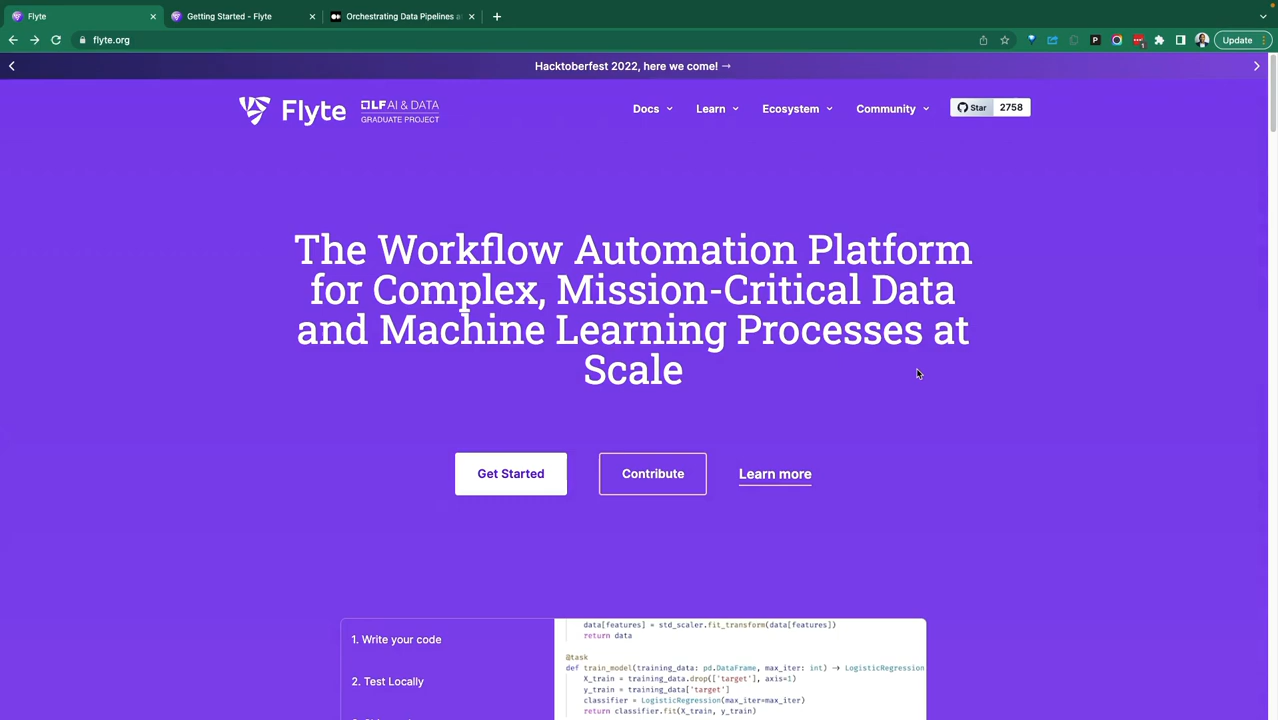 Flyte
Getting Started - Flyte
Orchestrating Data Pipelines a
flyte.org
P
1
Update
Hacktoberfest 2022, here we come! →
Flyte
LF AI & DATA
GRADUATE PROJECT
Docs
Learn
Ecosystem
Community
Star
2758
The Workflow Automation Platform
for Complex, Mission-Critical Data
and Machine Learning Processes at
Scale
Get Started
Contribute
Learn more
1. Write your code
2. Test Locally
data[features] = std_scaler.fit_transform(data[features])
return data
@task
def train_model(training_data: pd.DataFrame, max_iter: int) → LogisticRegression
X_train = training_data.drop(['target'], axis=1)
y_train = training_data['target']
classifier = LogisticRegression(max_iter=max_iter)
return classifier.fit(X_train, y_train)